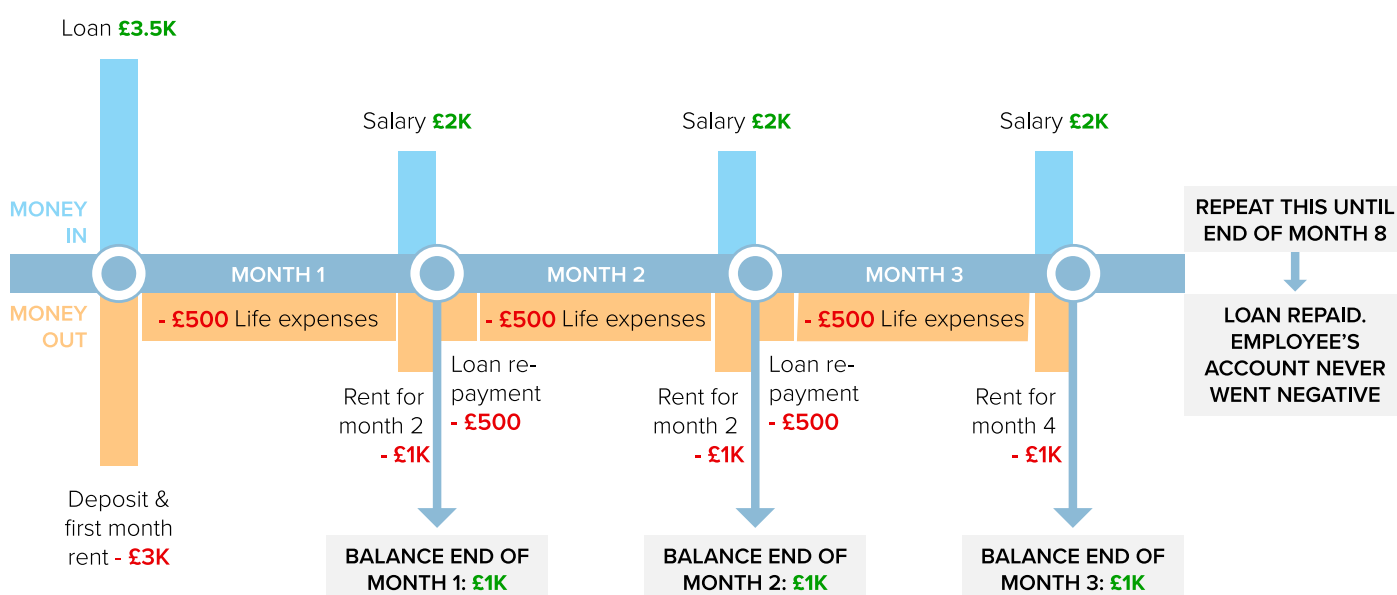 Loan £3.5K
Salary £2K
Salary £2K
Salary £2K
MONEY
IN
MONTH 1
MONTH 2
MONTH 3
REPEAT THIS UNTIL
END OF MONTH 8
MONEY
OUT
- £500 Life expenses
- £500 Life expenses
- £500 Life expenses
LOAN REPAID.
EMPLOYEE'S
ACCOUNT NEVER
WENT NEGATIVE
Deposit &
first month
rent - £3K
Rent for
month 2
- £1K
Loan re-
payment
- £500
Rent for
month 2
- £1K
Loan re-
payment
- £500
Rent for
month 4
- £1K
BALANCE END OF
MONTH 1: £1K
BALANCE END OF
MONTH 2: £1K
BALANCE END OF
MONTH 3: £1K